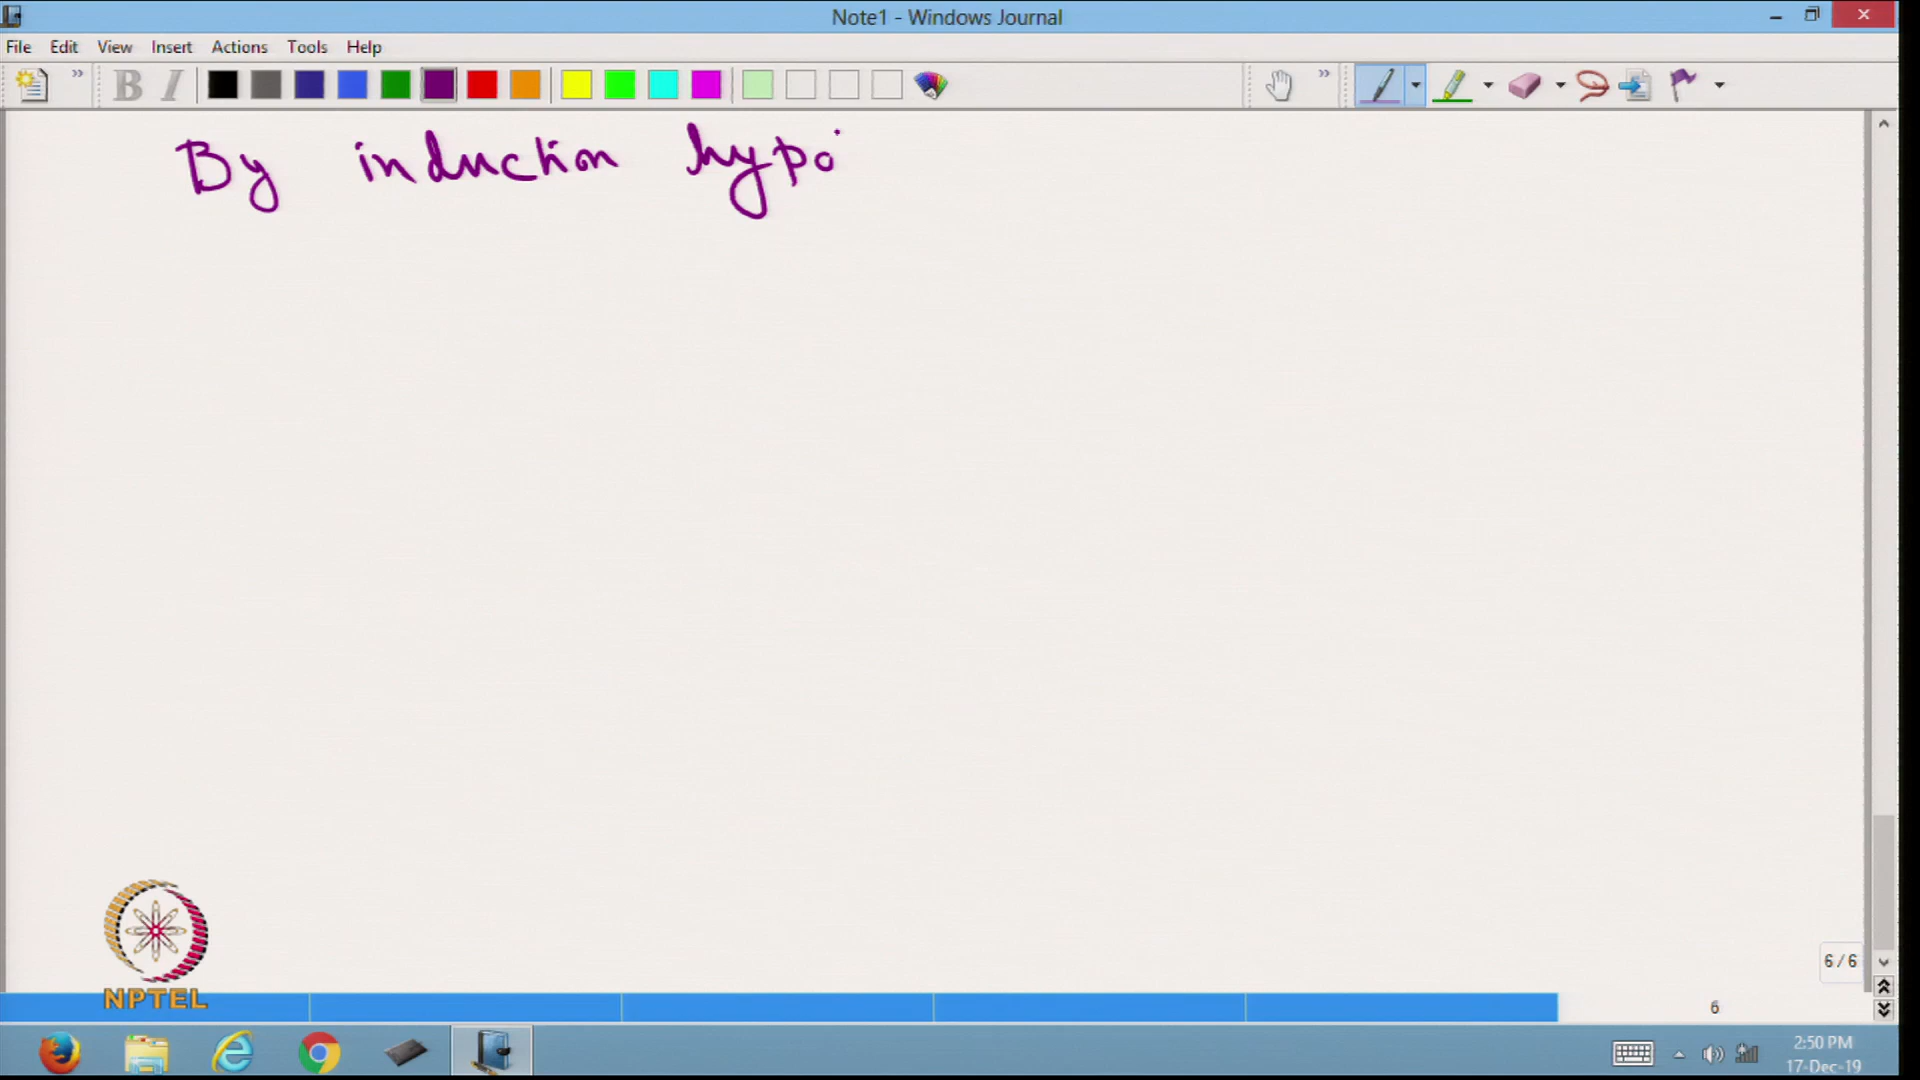 Note1 - Windows Journal
File Edit View Insert Actions Tools Help
B I
By induction hypo
6 / 6
NPTEL
6
2:50 PM
17-Dec-19